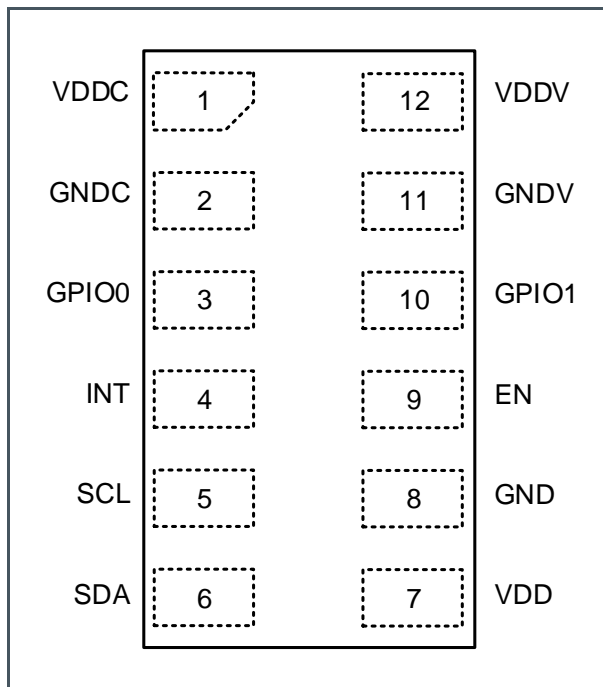 VDDC 1 12 VDDV
GNDC 2 11 GNDV
GPIO0 3 10 GPIO1
INT 4 9 EN
SCL 5 8 GND
SDA 6 7 VDD